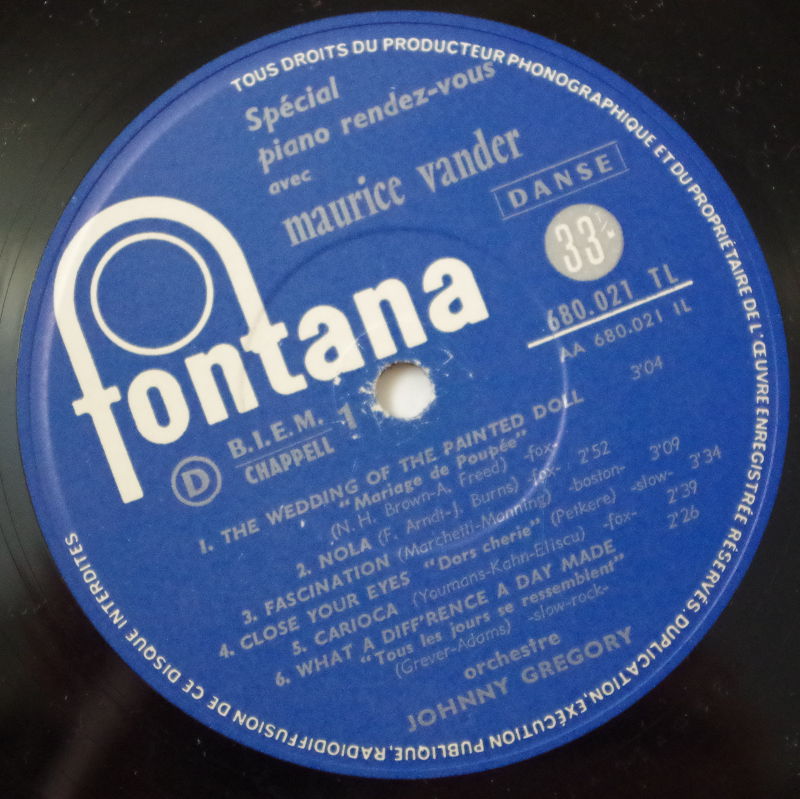 TOUS DROITS DU PRODUCTEUR PHONOGRAPHIQUE ET DU PROPRIÉTAIRE DE L'ŒUVRE ENREGISTRÉE RÉSERVÉS. DUPLICATION, EXÉCUTION PUBLIQUE, RADIODIFFUSION DE CE DISQUE INTERDITES
Spécial
piano rendez-vous
avec
maurice vander
DANSE
33
680.021 TL
AA 680.021 1L
fontana
D
B.I.E.M.
CHAPPELL
1
1. THE WEDDING OF THE PAINTED DOLL 3'04
"Mariage de Poupée"
(N. H. Brown-A. Freed) -fox-
2. NOLA (F. Arndt-J. Burns) -fox- 2'52
3. FASCINATION (Marchetti-Manning) -boston- 3'09
4. CLOSE YOUR EYES "Dors cherie" (Petkere) -slow- 3'34
5. CARIOCA (Youmans-Kahn-Eliscu) -fox- 2'39
6. WHAT A DIFF'RENCE A DAY MADE 2'26
"Tous les jours se ressemblent"
(Grever-Adams) -slow-rock-
orchestre
JOHNNY GREGORY